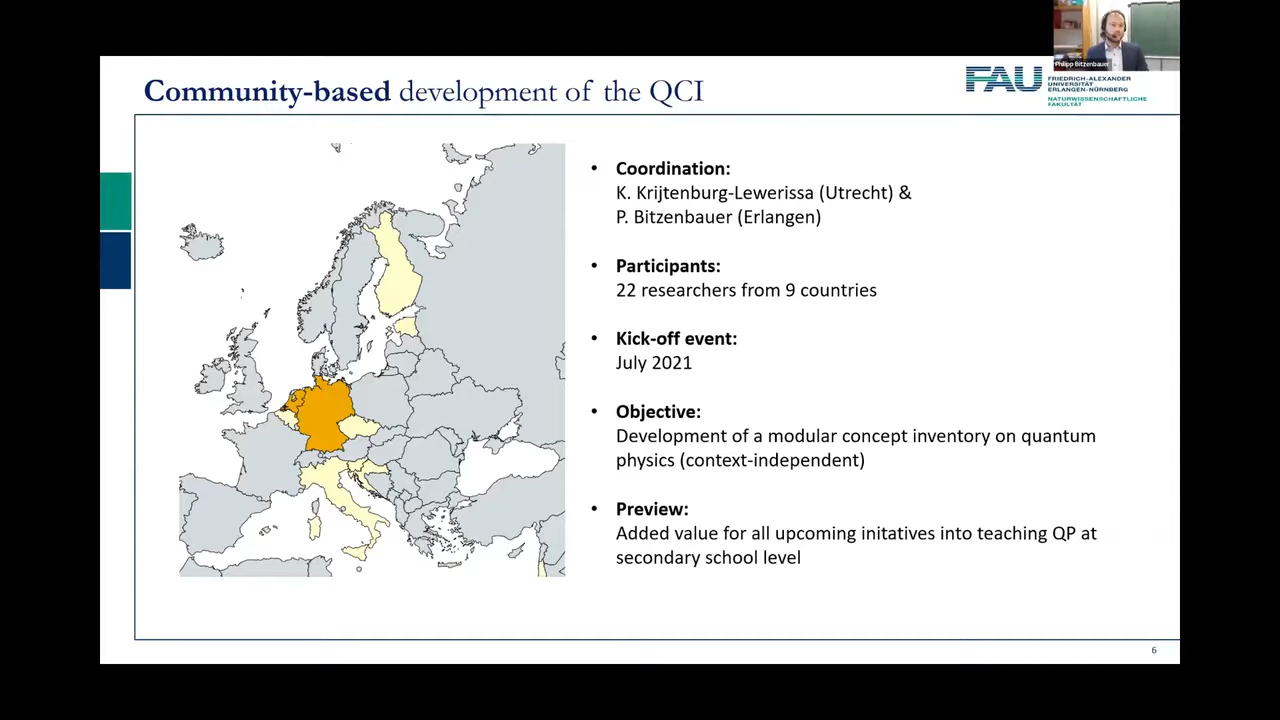 Philipp Bitzenbauer
Community-based development of the QCI
FAU
FRIEDRICH-ALEXANDER
UNIVERSITÄT
ERLANGEN-NÜRNBERG
NATURWISSENSCHAFTLICHE
FAKULTÄT
• Coordination:
K. Krijtenburg-Lewerissa (Utrecht) &
P. Bitzenbauer (Erlangen)
• Participants:
22 researchers from 9 countries
• Kick-off event:
July 2021
• Objective:
Development of a modular concept inventory on quantum
physics (context-independent)
• Preview:
Added value for all upcoming initatives into teaching QP at
secondary school level
6